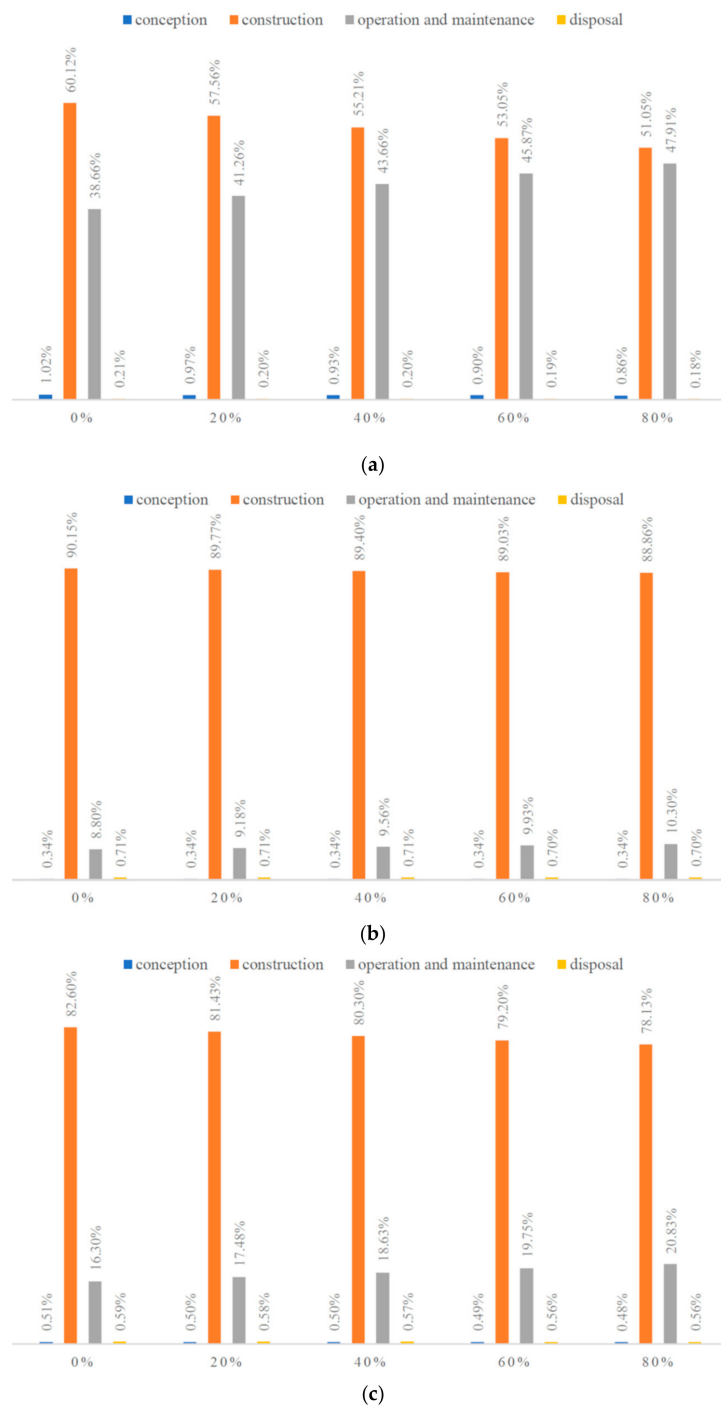 conception construction operation and maintenance disposal
1.02% 60.12% 38.66% 0.21% 0.97% 57.56% 41.26% 0.20% 0.93% 55.21% 43.66% 0.20% 0.90% 53.05% 45.87% 0.19% 0.86% 51.05% 47.91% 0.18%
0% 20% 40% 60% 80%
(a)
conception construction operation and maintenance disposal
0.34% 90.15% 8.80% 0.71% 0.34% 89.77% 9.18% 0.71% 0.34% 89.40% 9.56% 0.71% 0.34% 89.03% 9.93% 0.70% 0.34% 88.86% 10.30% 0.70%
0% 20% 40% 60% 80%
(b)
conception construction operation and maintenance disposal
0.51% 82.60% 16.30% 0.59% 0.50% 81.43% 17.48% 0.58% 0.50% 80.30% 18.63% 0.57% 0.49% 79.20% 19.75% 0.56% 0.48% 78.13% 20.83% 0.56%
0% 20% 40% 60% 80%
(c)